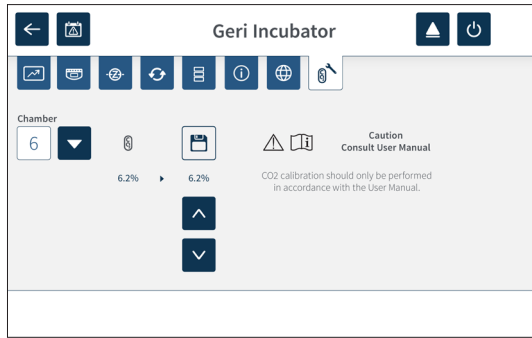 Geri Incubator
Chamber
6
6.2%
6.2%
Caution
Consult User Manual
CO2 calibration should only be performed
in accordance with the User Manual.